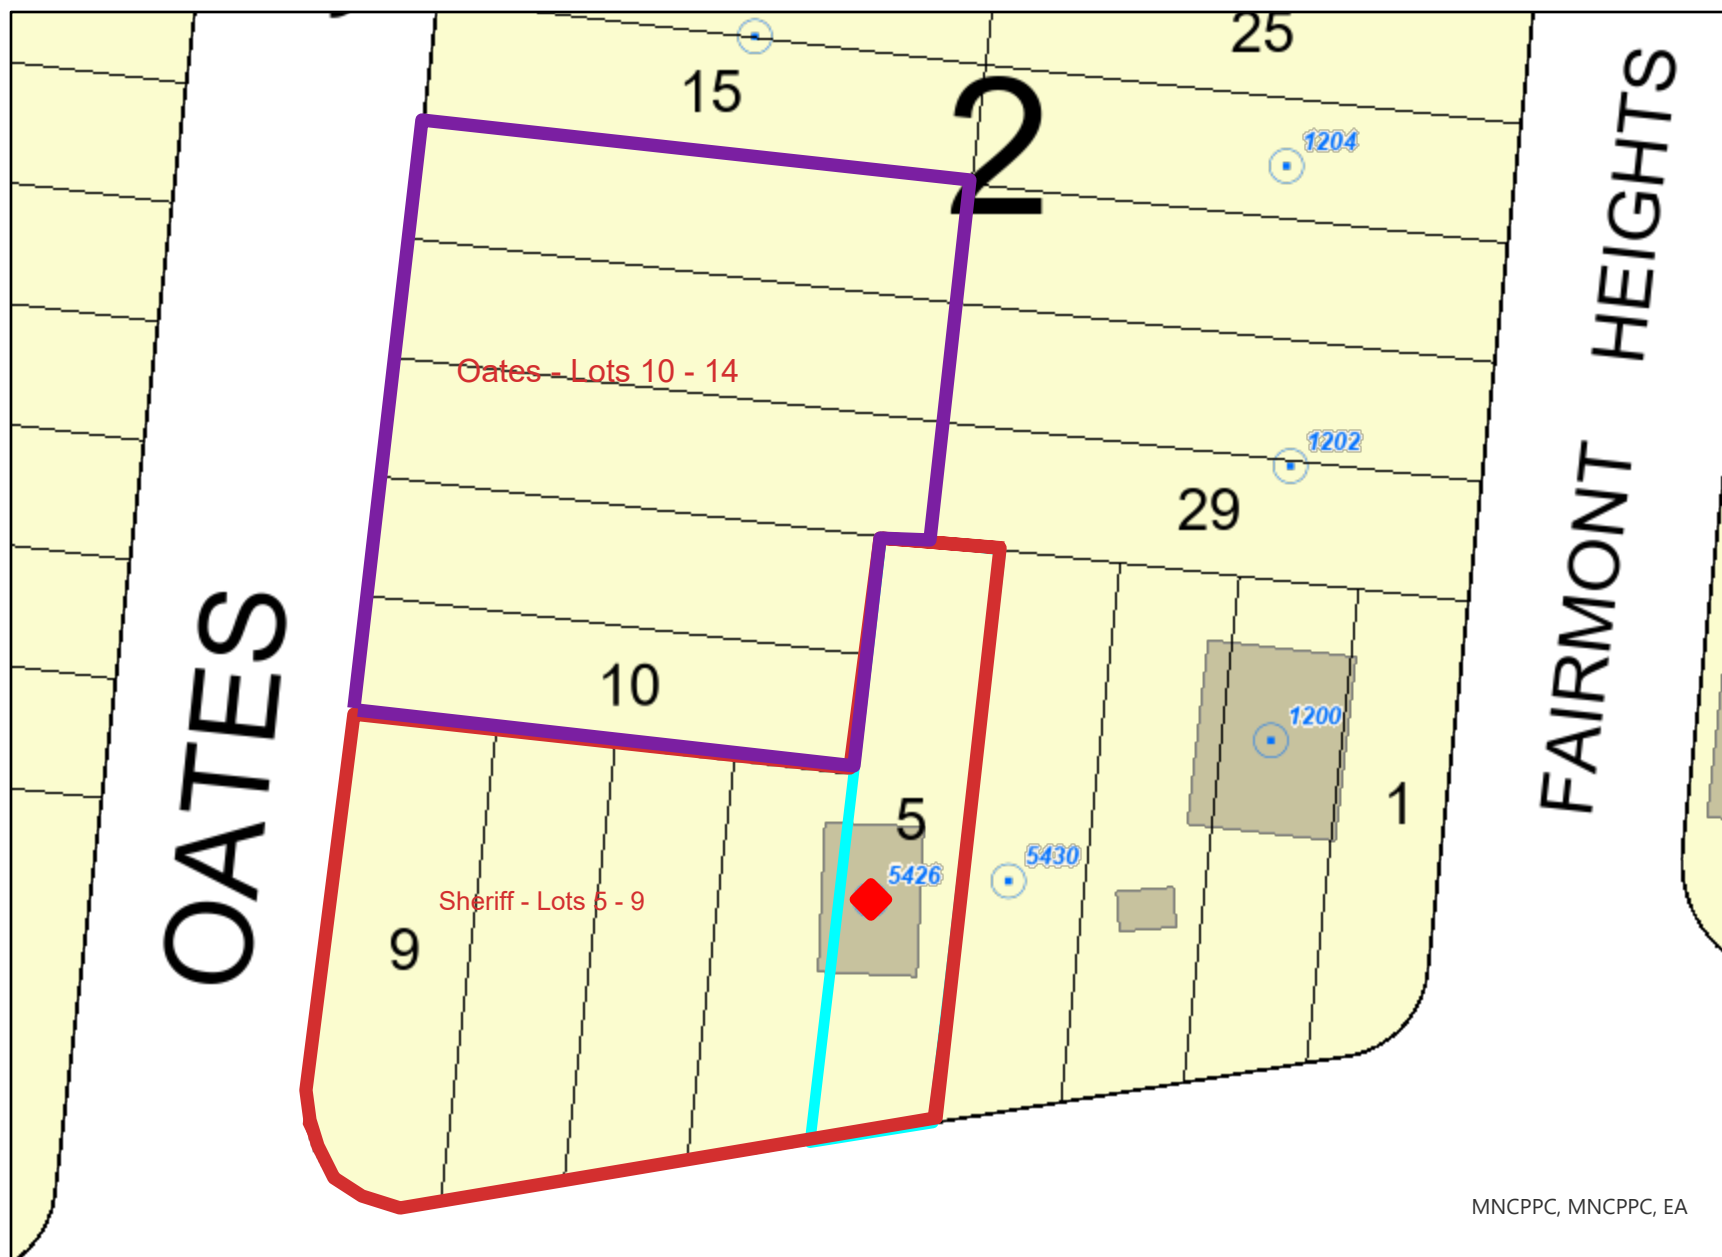 25
15
2
1204
HEIGHTS
Oates - Lots 10 - 14
1202
29
FAIRMONT
OATES
10
1200
1
5
5430
5426
Sheriff - Lots 5 - 9
9
MNCPPC, MNCPPC, EA